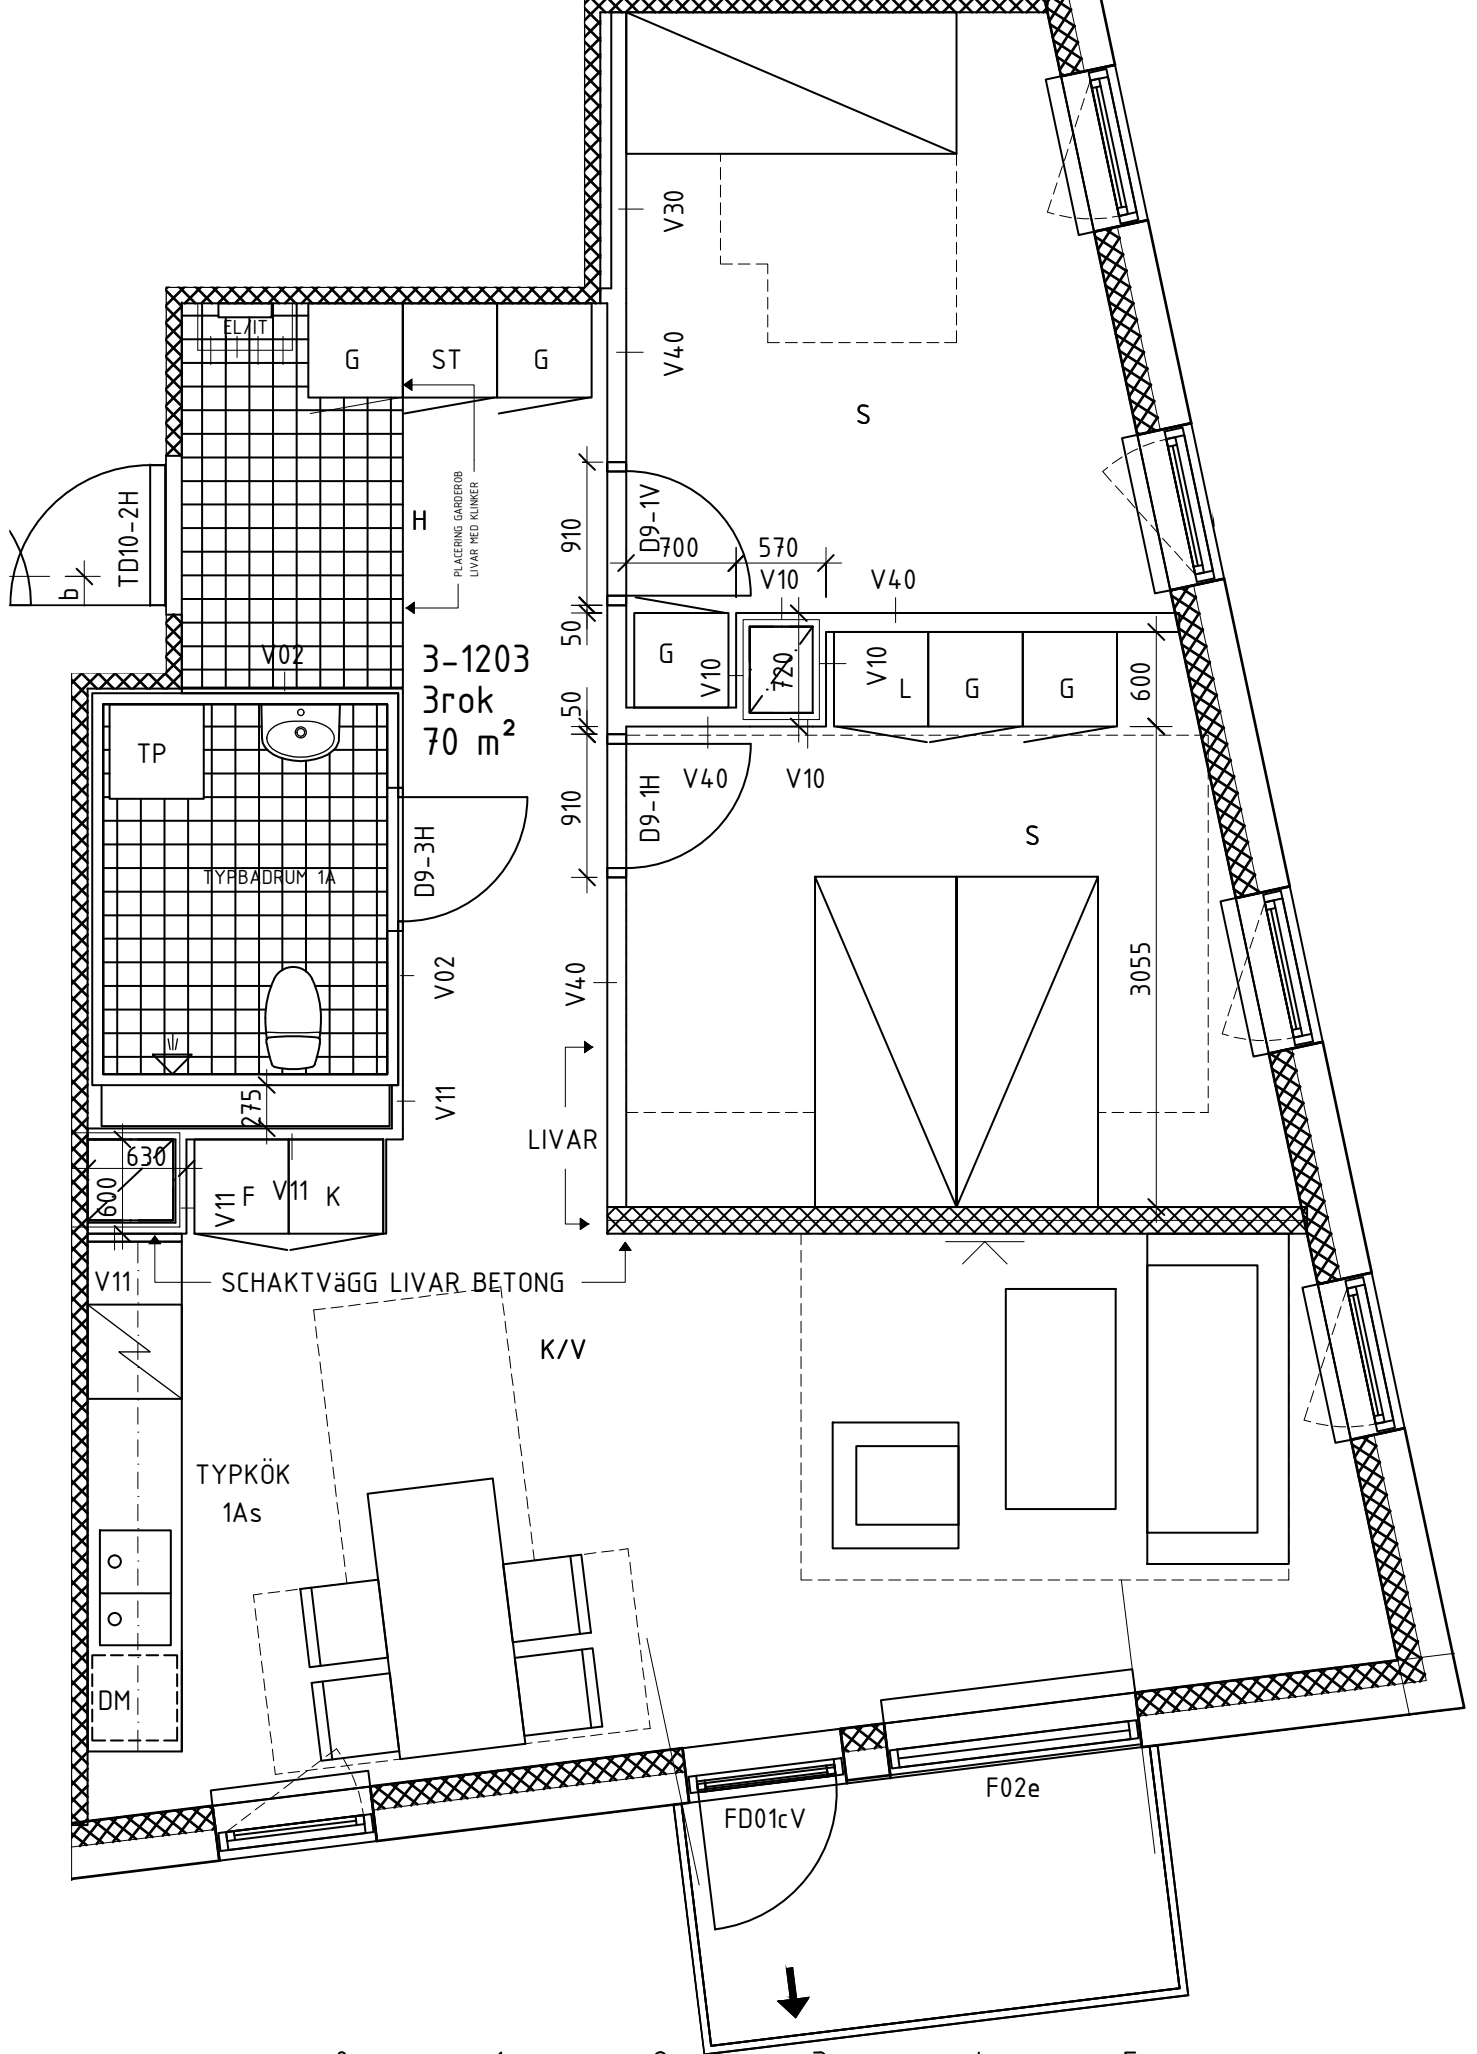 V30
EL/IT
G
ST
G
V40
S
PLACERING GARDEROB
LIVAR MED KLINKER
TD10-2H
b
H
910
D9-1V
700
570
V10
V40
50
V02
3-1203
3rok
70 m²
G
V10
720
V10
L
G
G
600
50
TP
V40
V10
910
D9-1H
D9-3H
S
TYPBADRUM 1A
V02
V40
3055
275
V11
LIVAR
630
600
V11
F
V11
K
V11
SCHAKTVäGG LIVAR BETONG
K/V
TYPKÖK
1As
DM
F02e
FD01cV